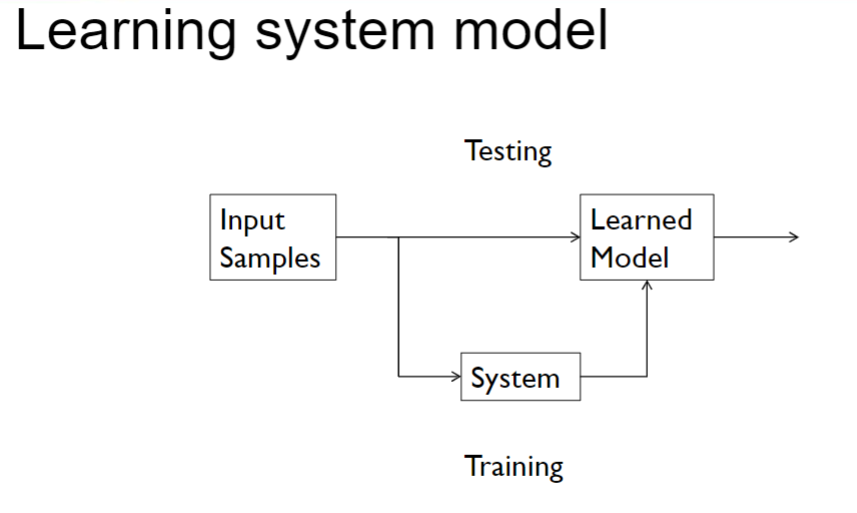 Learning system model
Testing
Input
Samples
Learned
Model
System
Training